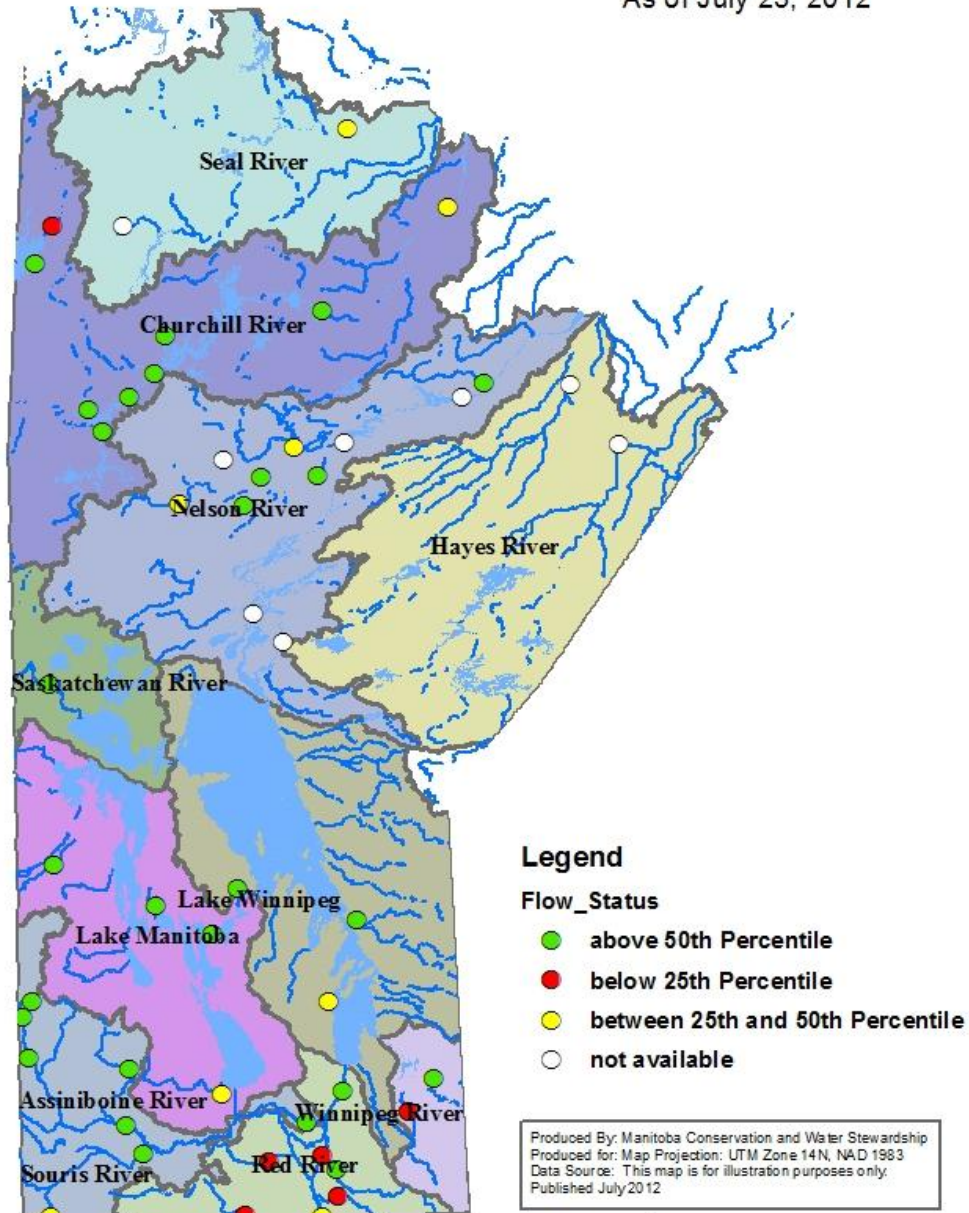 As of July 23, 2012
Seal River
Churchill River
Nelson River
Hayes River
Saskatchewan River
Lake Winnipeg
Lake Manitoba
Assiniboine River
Winnipeg River
Souris River
Red River
Legend
Flow_Status
above 50th Percentile
below 25th Percentile
between 25th and 50th Percentile
not available
Produced By: Manitoba Conservation and Water Stewardship
Produced for: Map Projection: UTM Zone 14N, NAD 1983
Data Source: This map is for illustration purposes only.
Published July 2012